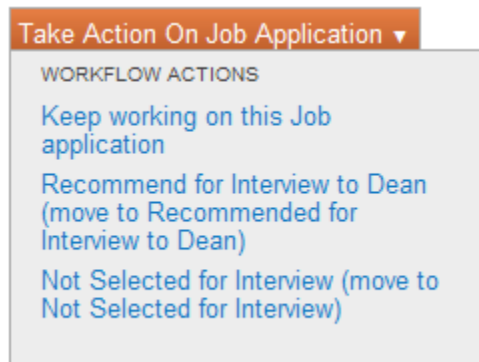 Take Action On Job Application ▼
WORKFLOW ACTIONS
Keep working on this Job
application
Recommend for Interview to Dean
(move to Recommended for
Interview to Dean)
Not Selected for Interview (move to
Not Selected for Interview)